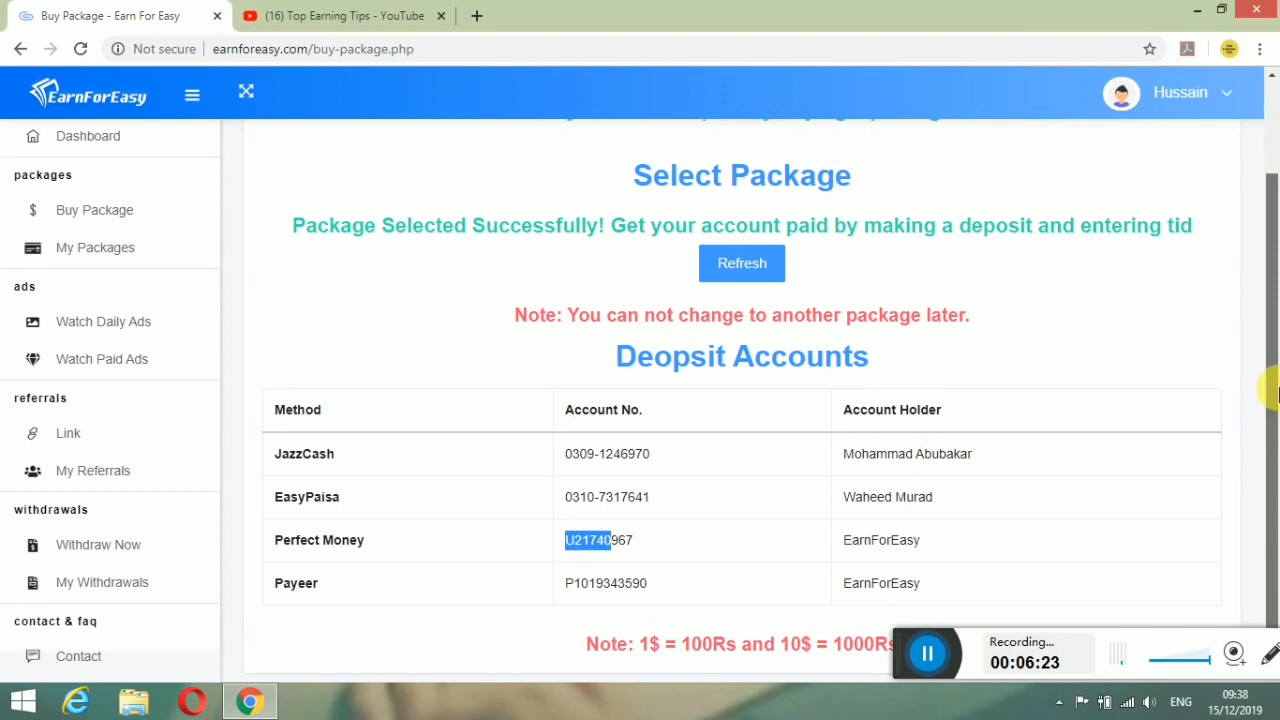 Buy Package - Earn For Easy
(16) Top Earning Tips - YouTube
Not secure
earnforeasy.com/buy-package.php
EarnForEasy
Hussain
Dashboard
packages
Buy Package
My Packages
ads
Watch Daily Ads
Watch Paid Ads
referrals
Link
My Referrals
withdrawals
Withdraw Now
My Withdrawals
contact & faq
Contact
Select Package
Package Selected Successfully! Get your account paid by making a deposit and entering tid
Refresh
Note: You can not change to another package later.
Deopsit Accounts
Method Account No. Account Holder
JazzCash 0309-1246970 Mohammad Abubakar
EasyPaisa 0310-7317641 Waheed Murad
Perfect Money U21740967 EarnForEasy
Payeer P1019343590 EarnForEasy
Note: 1$ = 100Rs and 10$ = 1000Rs
Recording...
00:06:23
ENG
09:38
15/12/2019